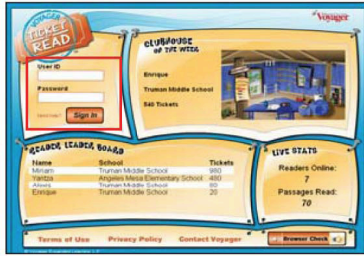 Voyager
VOYAGER
TICKET
READ
User ID
Password
Sign In
CLUBHOUSE
OF THE WEEK
Enrique
Truman Middle School
540 Tickets
READER LEADER BOARD
Name School Tickets
Miriam Truman Middle School 980
Yaritza Angeles Mesa Elementary School 480
Truman Middle School 80
Enrique Truman Middle School 20
LIVE STATS
Readers Online:
7
Passages Read:
70
Terms of Use Privacy Policy Contact Voyager
Browser Check